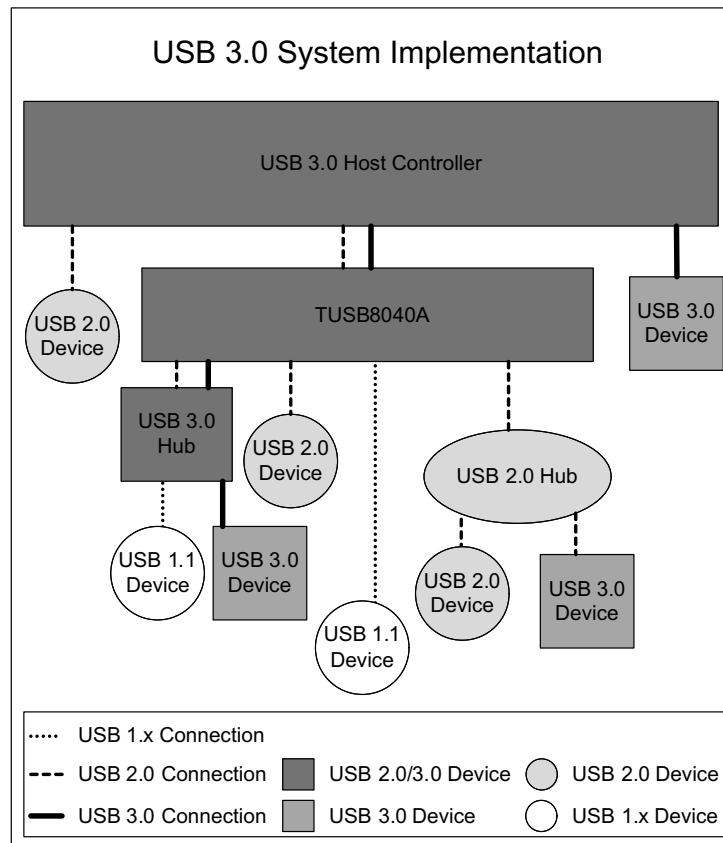 USB 3.0 System Implementation
USB 3.0 Host Controller
USB 2.0
Device
TUSB8040A
USB 3.0
Device
USB 3.0
Hub
USB 2.0
Device
USB 2.0 Hub
USB 1.1
Device
USB 3.0
Device
USB 1.1
Device
USB 2.0
Device
USB 3.0
Device
USB 1.x Connection
USB 2.0 Connection
USB 2.0/3.0 Device
USB 2.0 Device
USB 3.0 Connection
USB 3.0 Device
USB 1.x Device